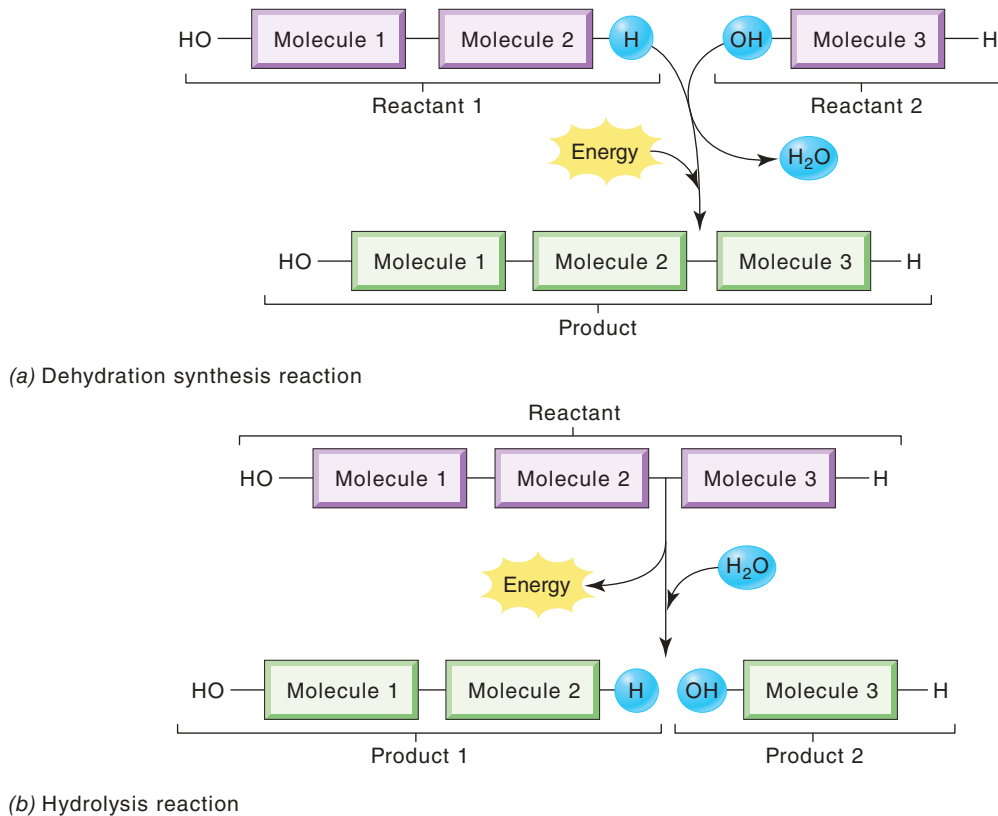 HO Molecule 1 Molecule 2 H OH Molecule 3 H
Reactant 1 Reactant 2
Energy H₂O
HO Molecule 1 Molecule 2 Molecule 3 H
Product
(a) Dehydration synthesis reaction
Reactant
HO Molecule 1 Molecule 2 Molecule 3 H
Energy H₂O
HO Molecule 1 Molecule 2 H OH Molecule 3 H
Product 1 Product 2
(b) Hydrolysis reaction